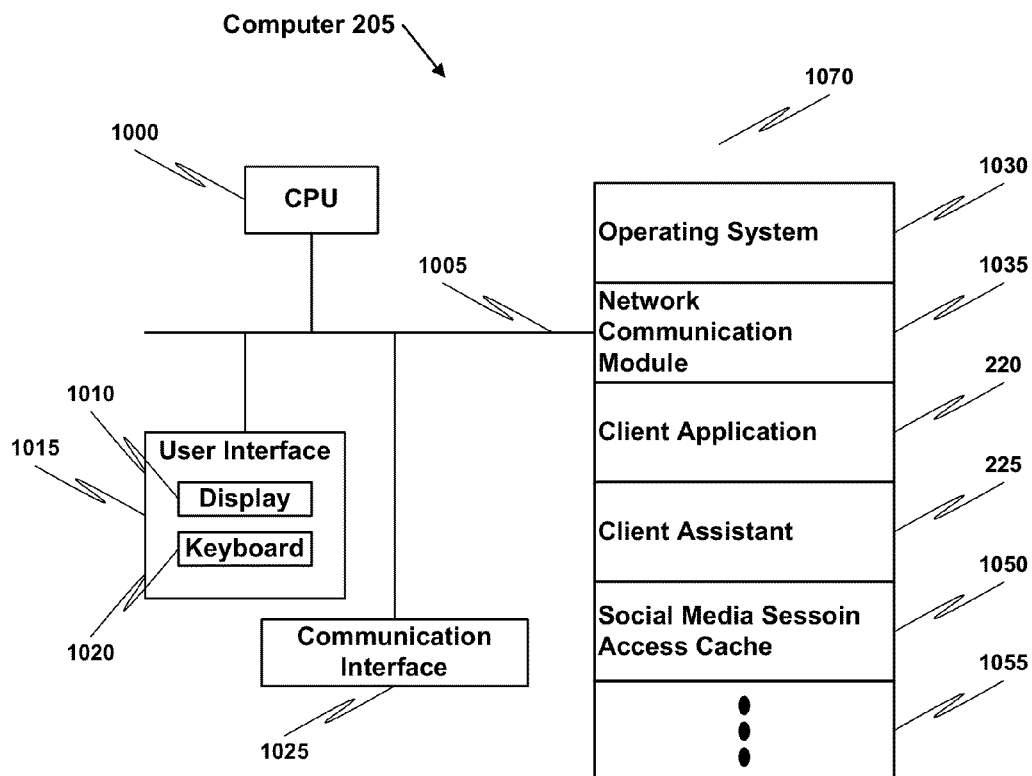 Computer 205
1070
1000
CPU
1030
Operating System
1005
1035
Network
Communication
Module
1010
220
Client Application
1015
User Interface
Display
Keyboard
225
Client Assistant
1020
1050
Social Media Sessoin
Access Cache
Communication
Interface
1025
1055